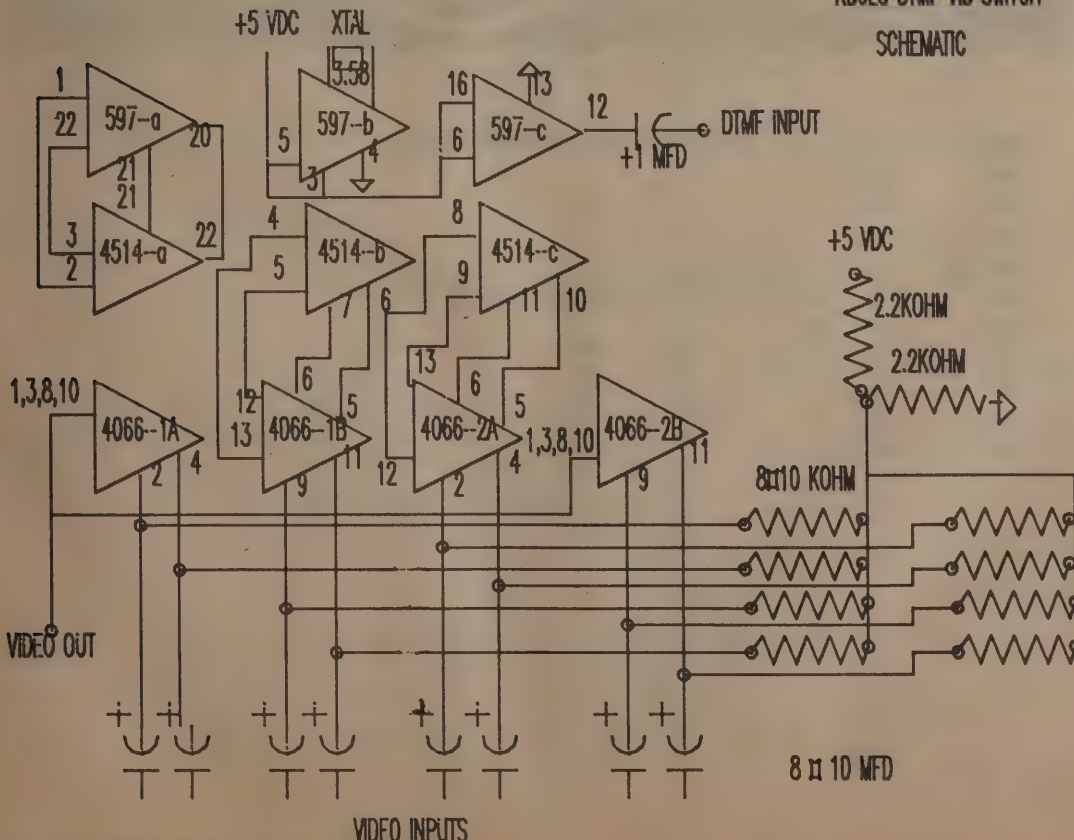 +5 VDC XTAL
SCHEMATIC
1
22
597-a
20
21
21
3
2
4514-a
22
3.58
597-b
5
3
4
16
6
597-c
13
12
DTMF INPUT
+1 MFD
4
5
4514-b
7
6
8
9
4514-c
11
10
+5 VDC
2.2KOHM
2.2KOHM
1,3,8,10
4066-1A
2
4
12
13
6
4066-1B
5
9
11
13
12
6
4066-2A
5
2
4
1,3,8,10
4066-2B
9
11
8¤10 KOHM
VIDEO OUT
+ + + + + + + +
8 ¤ 10 MFD
VIDEO INPUTS